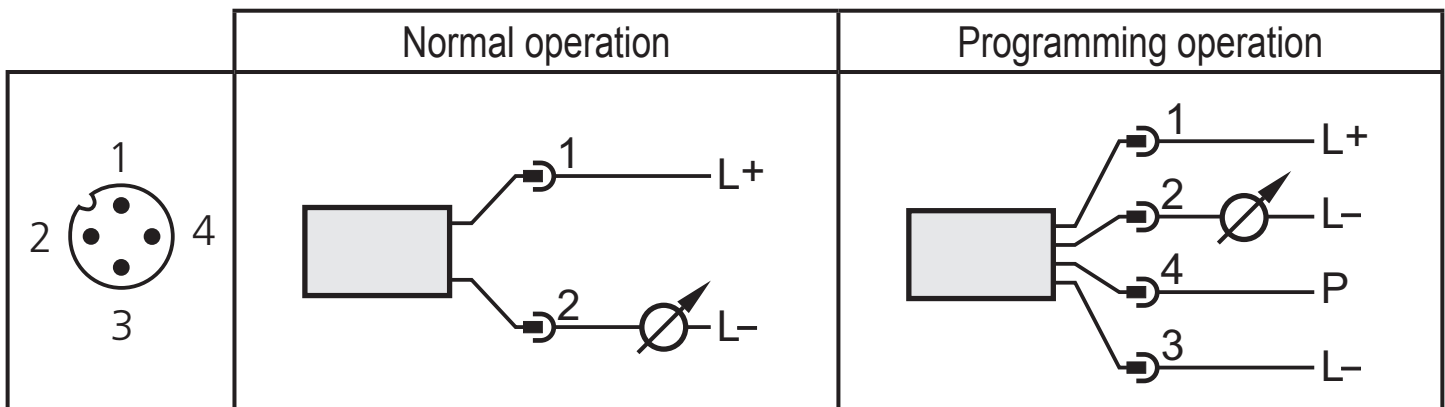 Normal operation
Programming operation
1
2
4
3
1
L+
2
L–
1
L+
2
L–
4
P
3
L–